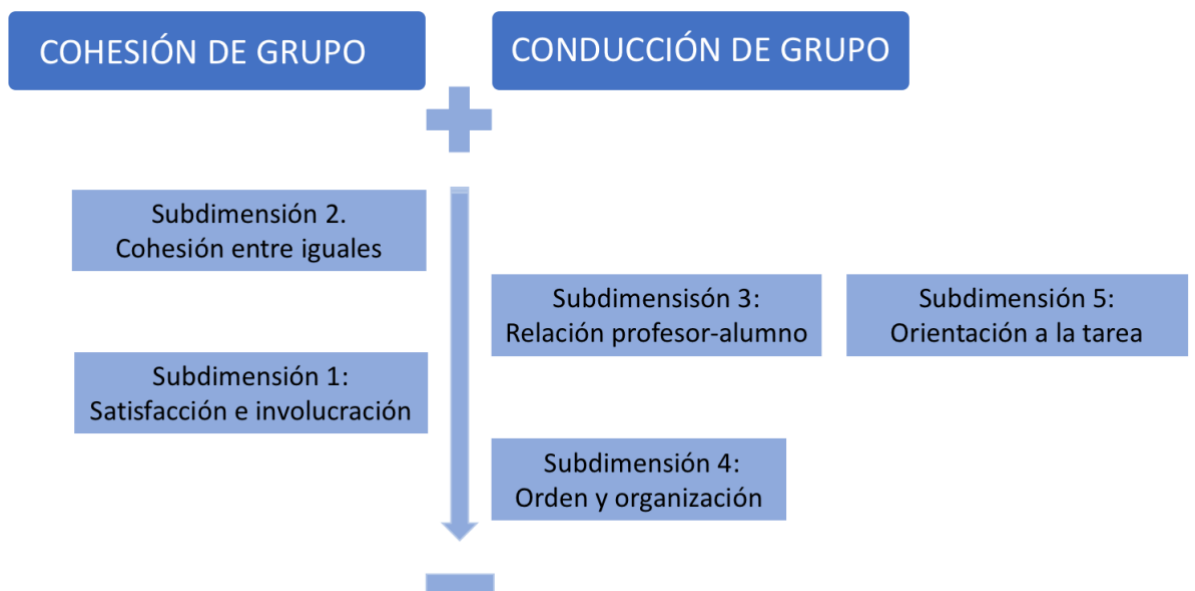 COHESIÓN DE GRUPO
CONDUCCIÓN DE GRUPO
Subdimensión 2.
Cohesión entre iguales
Subdimensisón 3:
Relación profesor-alumno
Subdimensión 5:
Orientación a la tarea
Subdimensión 1:
Satisfacción e involucración
Subdimensión 4:
Orden y organización